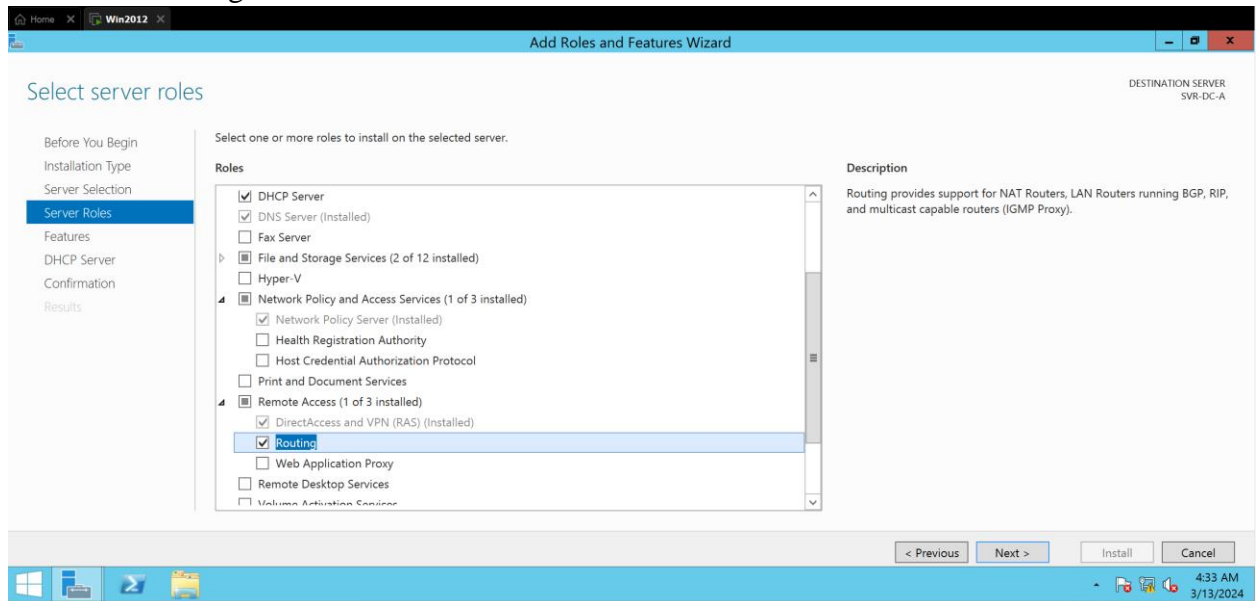 Home X Win2012 X
Add Roles and Features Wizard
Select server roles
DESTINATION SERVER
SVR-DC-A
Before You Begin
Installation Type
Server Selection
Server Roles
Features
DHCP Server
Confirmation
Results
Select one or more roles to install on the selected server.
Roles
DHCP Server
DNS Server (Installed)
Fax Server
File and Storage Services (2 of 12 installed)
Hyper-V
Network Policy and Access Services (1 of 3 installed)
Network Policy Server (Installed)
Health Registration Authority
Host Credential Authorization Protocol
Print and Document Services
Remote Access (1 of 3 installed)
DirectAccess and VPN (RAS) (Installed)
Routing
Web Application Proxy
Remote Desktop Services
Volume Activation Services
Description
Routing provides support for NAT Routers, LAN Routers running BGP, RIP,
and multicast capable routers (IGMP Proxy).
< Previous Next > Install Cancel
4:33 AM
3/13/2024